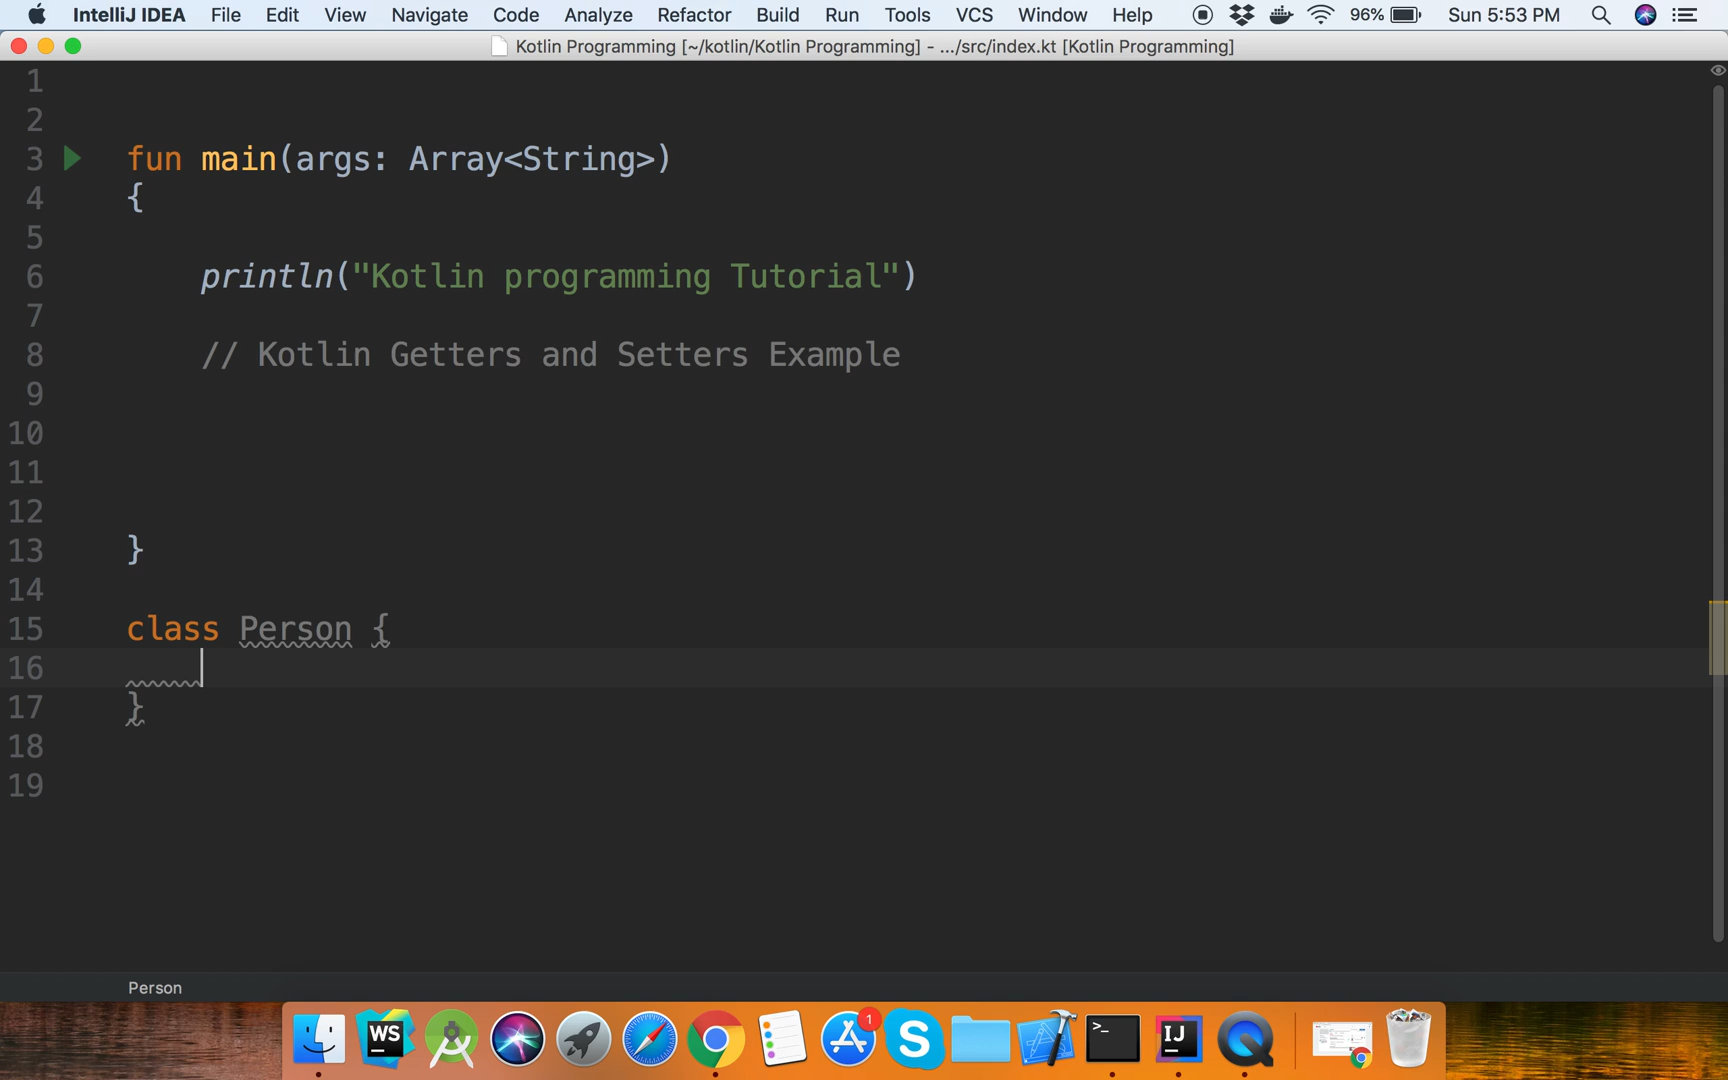 IntelliJ IDEA File Edit View Navigate Code Analyze Refactor Build Run Tools VCS Window Help 96% Sun 5:53 PM
Kotlin Programming [~/kotlin/Kotlin Programming] - .../src/index.kt [Kotlin Programming]
1
2
3 fun main(args: Array<String>)
4 {
5
6 println("Kotlin programming Tutorial")
7
8 // Kotlin Getters and Setters Example
9
10
11
12
13 }
14
15 class Person {
16
17 }
18
19
Person
WS 1 S >_ IJ